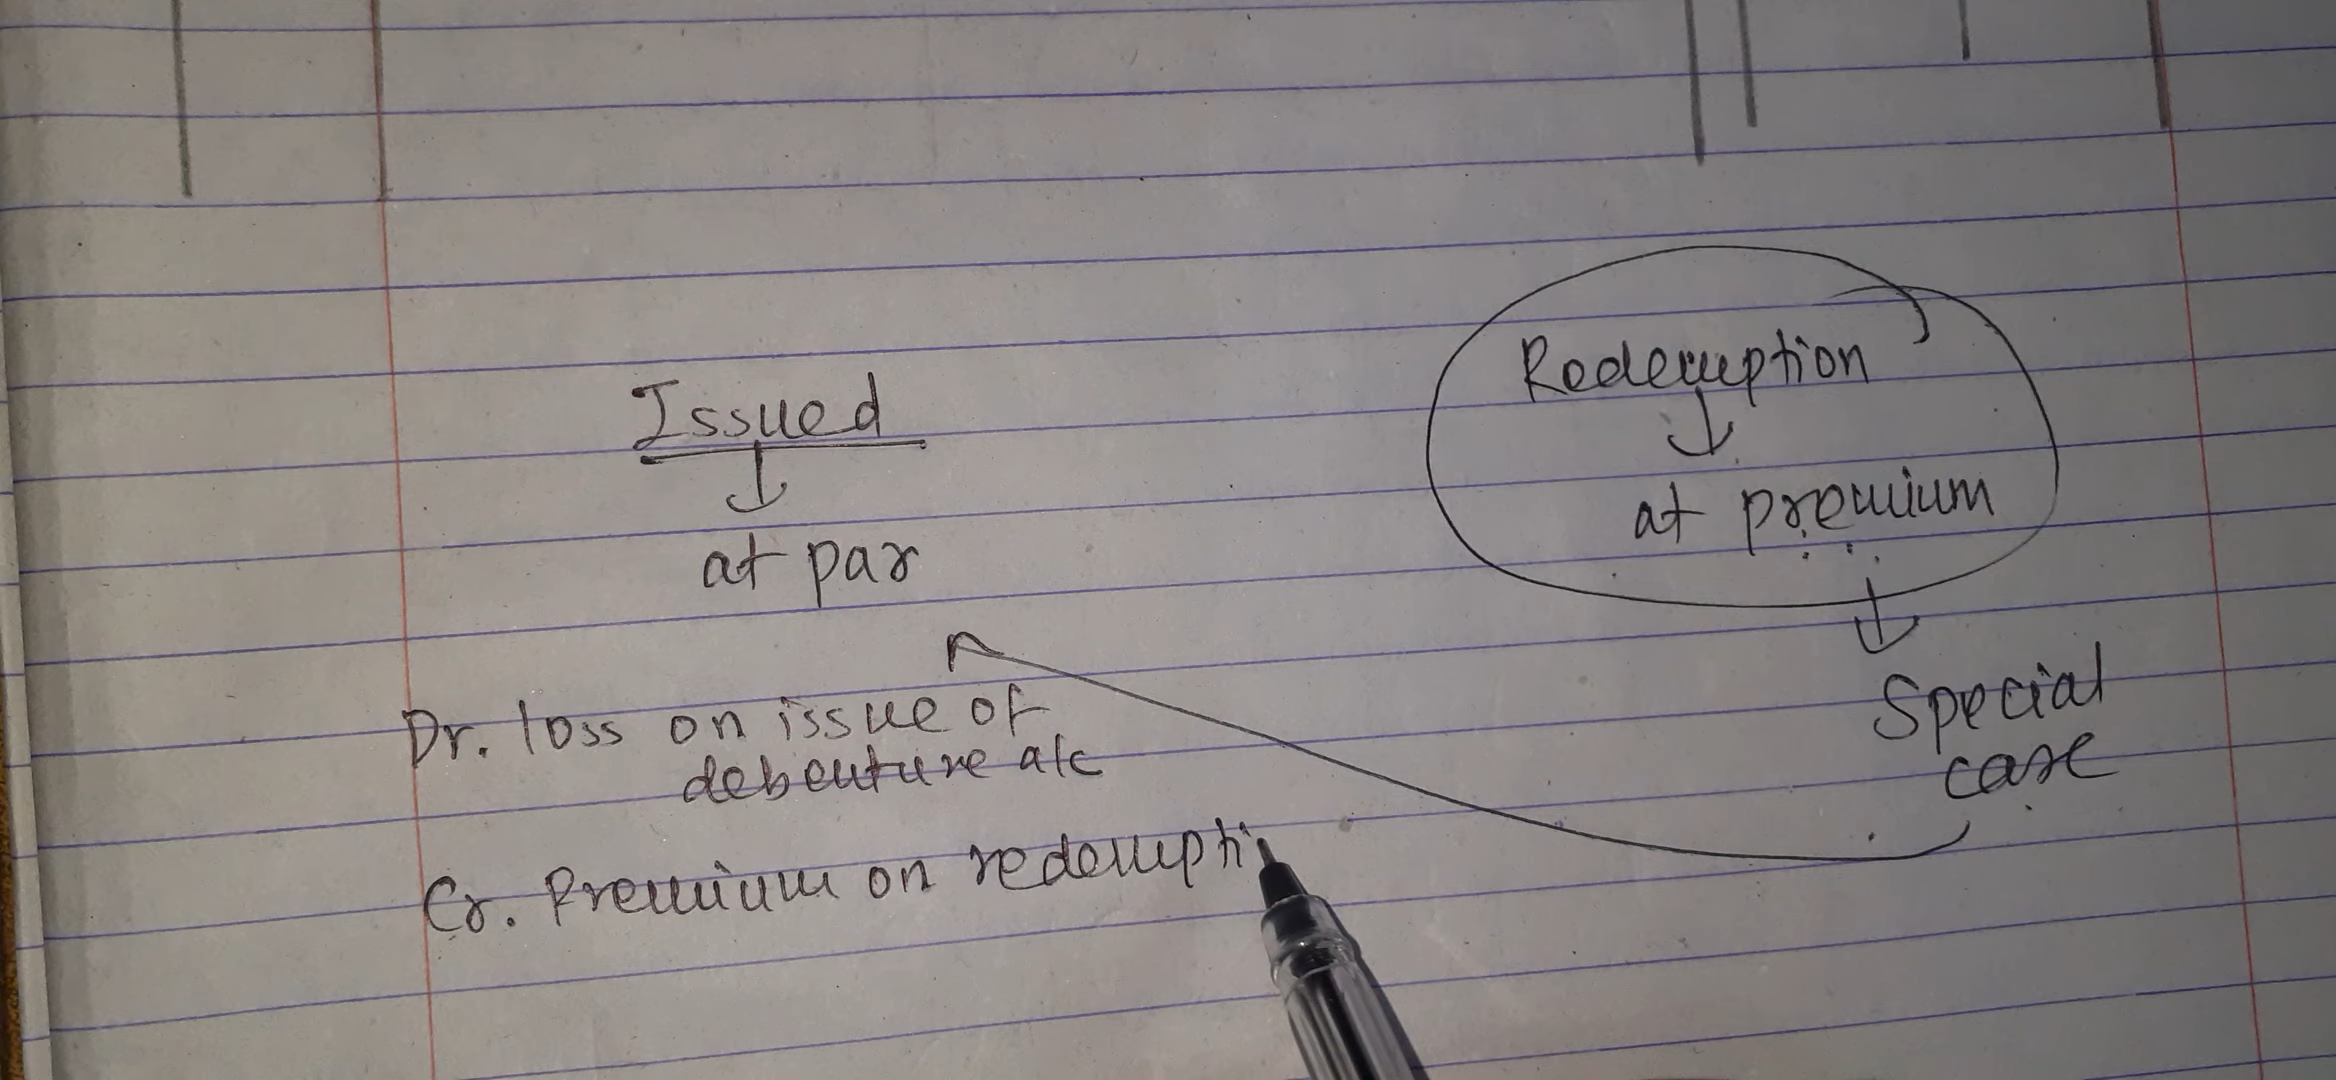 Issued
at par
Redemption
at premium
Special
case
Dr. loss on issue of
debenture a/c
Cr. Premium on redempti